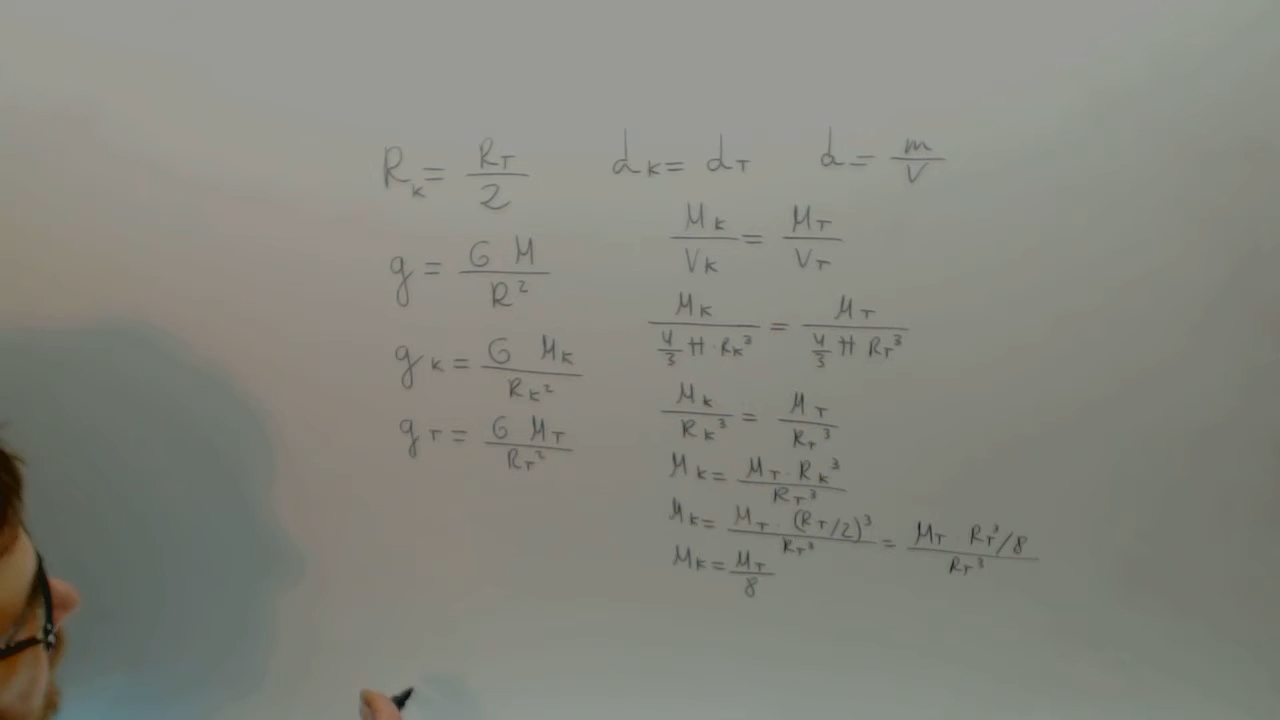 R_K = R_T / 2
d_K = d_T
d = m / V
g = G M / R²
g_K = G M_K / R_K²
g_T = G M_T / R_T²
M_K / V_K = M_T / V_T
M_K / (4/3 π · R_K³) = M_T / (4/3 π R_T³)
M_K / R_K³ = M_T / R_T³
M_K = M_T · R_K³ / R_T³
M_K = M_T · (R_T/2)³ / R_T³ = M_T R_T³/8 / R_T³
M_K = M_T / 8